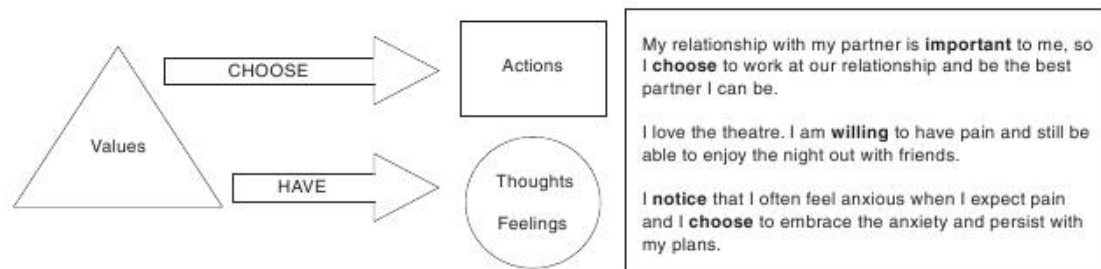 Values
CHOOSE
Actions
HAVE
Thoughts
Feelings
My relationship with my partner is important to me, so
I choose to work at our relationship and be the best
partner I can be.
I love the theatre. I am willing to have pain and still be
able to enjoy the night out with friends.
I notice that I often feel anxious when I expect pain
and I choose to embrace the anxiety and persist with
my plans.